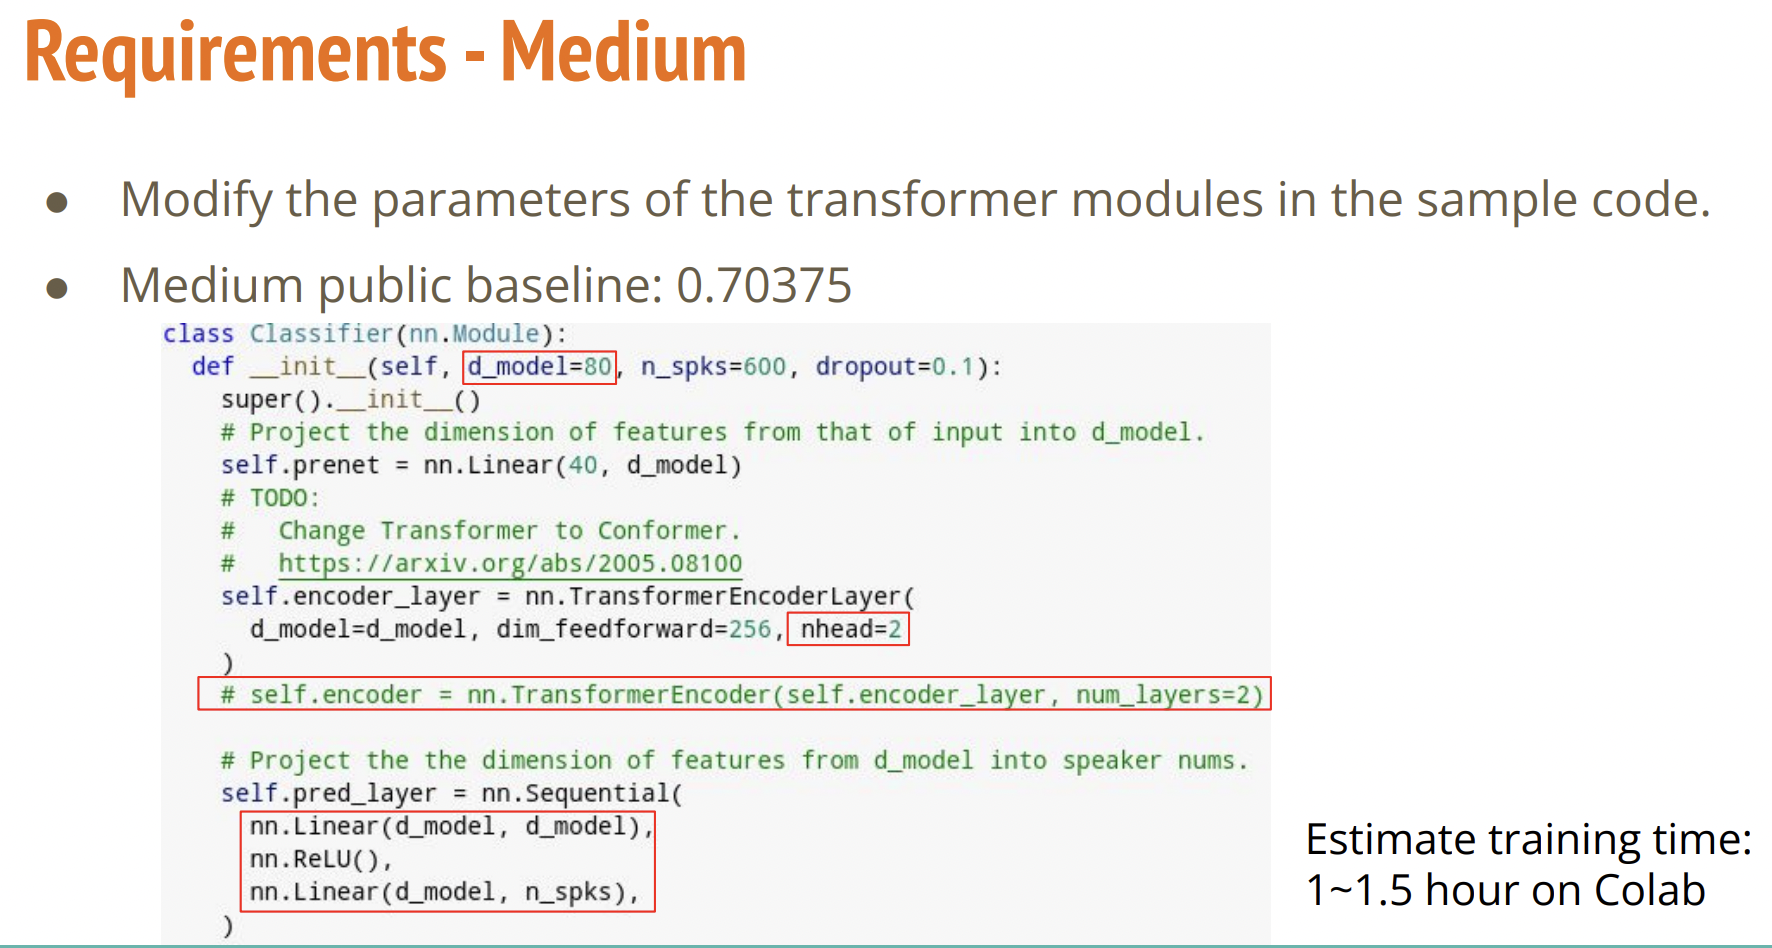 Requirements - Medium
● Modify the parameters of the transformer modules in the sample code.
● Medium public baseline: 0.70375
class Classifier(nn.Module):
  def __init__(self, d_model=80, n_spks=600, dropout=0.1):
    super().__init__()
    # Project the dimension of features from that of input into d_model.
    self.prenet = nn.Linear(40, d_model)
    # TODO:
    #   Change Transformer to Conformer.
    #   https://arxiv.org/abs/2005.08100
    self.encoder_layer = nn.TransformerEncoderLayer(
      d_model=d_model, dim_feedforward=256, nhead=2
    )
    # self.encoder = nn.TransformerEncoder(self.encoder_layer, num_layers=2)
    # Project the the dimension of features from d_model into speaker nums.
    self.pred_layer = nn.Sequential(
      nn.Linear(d_model, d_model),
      nn.ReLU(),
      nn.Linear(d_model, n_spks),
    )
Estimate training time:
1~1.5 hour on Colab